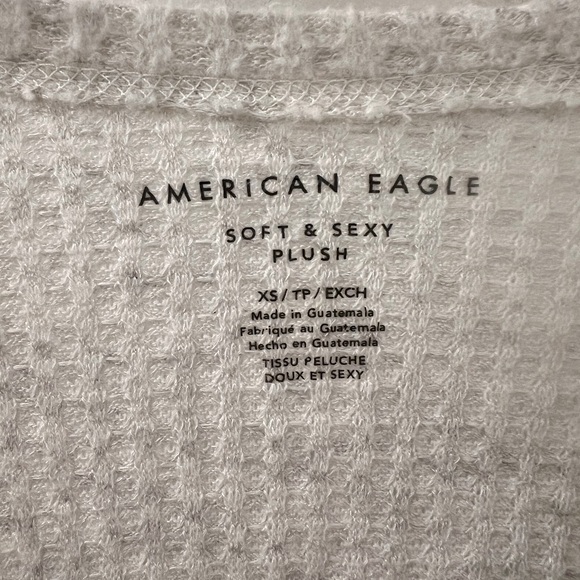 AMERICAN EAGLE
SOFT & SEXY
PLUSH
XS / TP / EXCH
Made in Guatemala
Fabriqué au Guatemala
Hecho en Guatemala
TISSU PELUCHE
DOUX ET SEXY